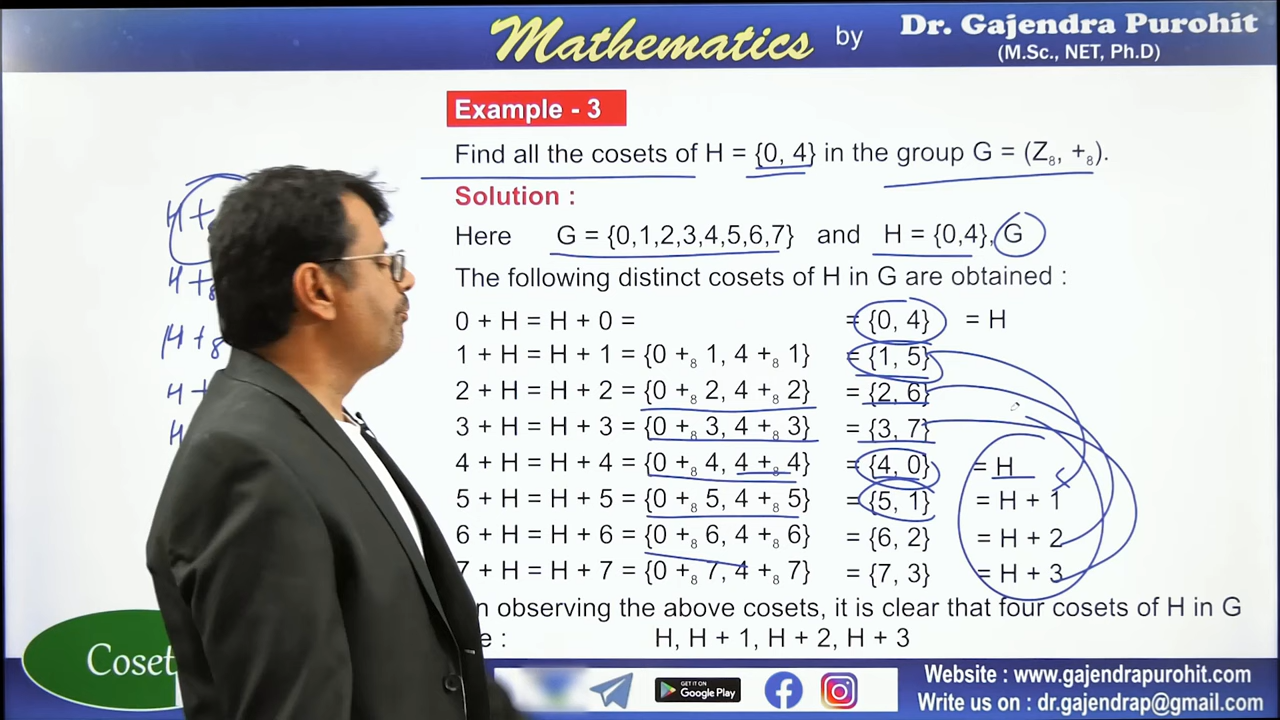 Mathematics by Dr. Gajendra Purohit
(M.Sc., NET, Ph.D)
Example - 3
Find all the cosets of H = {0, 4} in the group G = (Z₈, +₈).
Solution :
Here G = {0,1,2,3,4,5,6,7} and H = {0,4}, G
The following distinct cosets of H in G are obtained :
0 + H = H + 0 = = {0, 4} = H
1 + H = H + 1 = {0 +₈ 1, 4 +₈ 1} = {1, 5}
2 + H = H + 2 = {0 +₈ 2, 4 +₈ 2} = {2, 6}
3 + H = H + 3 = {0 +₈ 3, 4 +₈ 3} = {3, 7}
4 + H = H + 4 = {0 +₈ 4, 4 +₈ 4} = {4, 0} = H
5 + H = H + 5 = {0 +₈ 5, 4 +₈ 5} = {5, 1} = H + 1
6 + H = H + 6 = {0 +₈ 6, 4 +₈ 6} = {6, 2} = H + 2
7 + H = H + 7 = {0 +₈ 7, 4 +₈ 7} = {7, 3} = H + 3
observing the above cosets, it is clear that four cosets of H in G
: H, H + 1, H + 2, H + 3
H +
H +₈
H +₈
H +
H
Coset
GET IT ON
Google Play
Website : www.gajendrapurohit.com
Write us on : dr.gajendrap@gmail.com